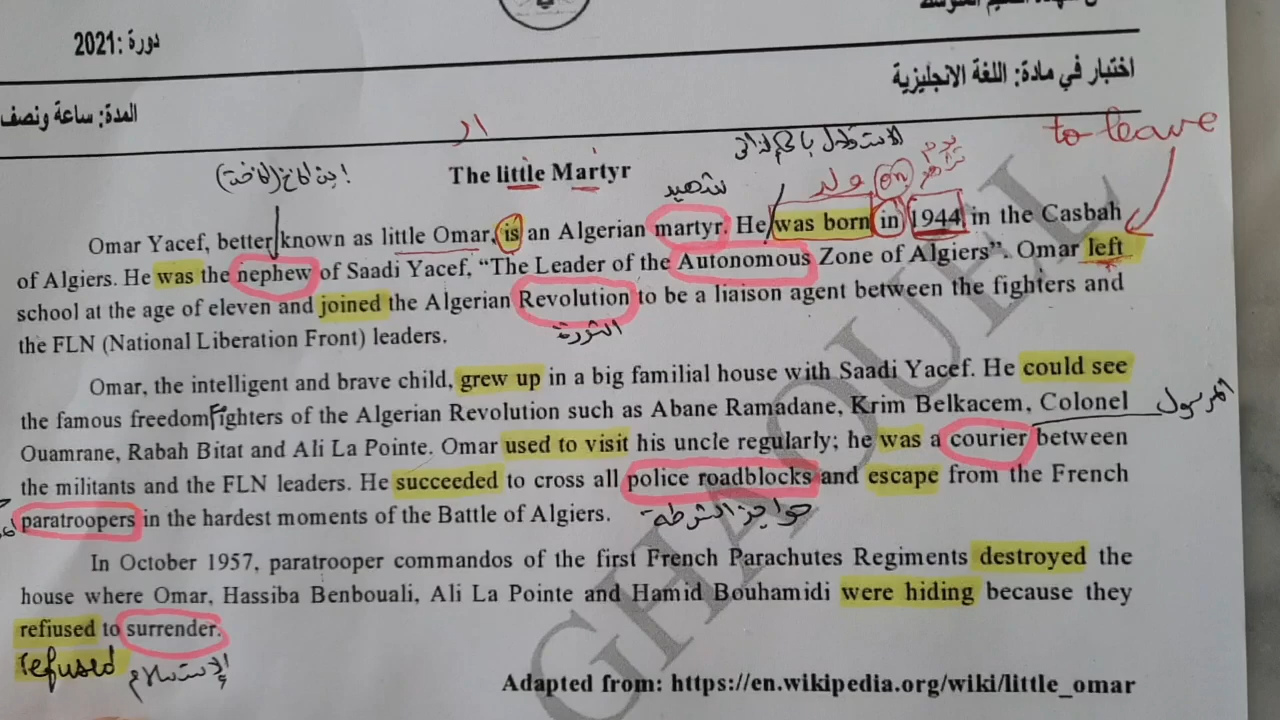 دورة :2021
اختبار في مادة: اللغة الانجليزية
المدة: ساعة ونصف
to leave
The little Martyr
شهيد
ولد on
Omar Yacef, better known as little Omar, is an Algerian martyr. He was born in 1944 in the Casbah
of Algiers. He was the nephew of Saadi Yacef, “The Leader of the Autonomous Zone of Algiers”. Omar left
school at the age of eleven and joined the Algerian Revolution to be a liaison agent between the fighters and
الثورة
the FLN (National Liberation Front) leaders.
Omar, the intelligent and brave child, grew up in a big familial house with Saadi Yacef. He could see
the famous freedom Fighters of the Algerian Revolution such as Abane Ramadane, Krim Belkacem, Colonel
المرسول
Ouamrane, Rabah Bitat and Ali La Pointe. Omar used to visit his uncle regularly; he was a courier between
the militants and the FLN leaders. He succeeded to cross all police roadblocks and escape from the French
paratroopers in the hardest moments of the Battle of Algiers.
حواجز الشرطة
In October 1957, paratrooper commandos of the first French Parachutes Regiments destroyed the
house where Omar, Hassiba Benbouali, Ali La Pointe and Hamid Bouhamidi were hiding because they
refiused to surrender.
refused
الإستسلام
Adapted from: https://en.wikipedia.org/wiki/little_omar
GHAOUEL